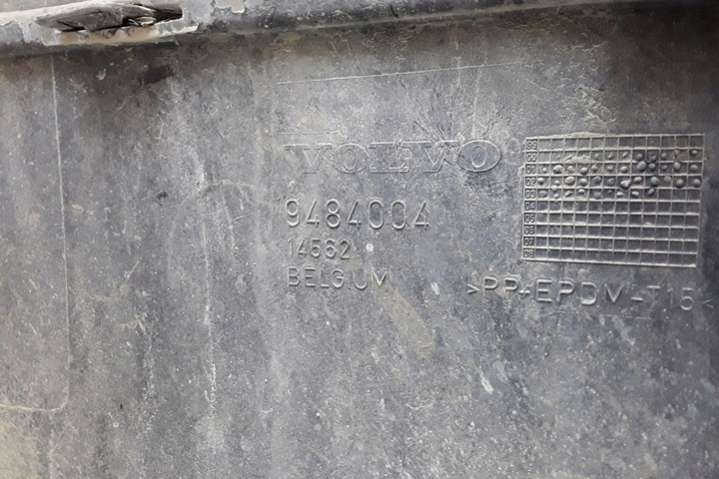 VOLVO
9484004
14562
BELGIUM
>PP+EPDM-T15<